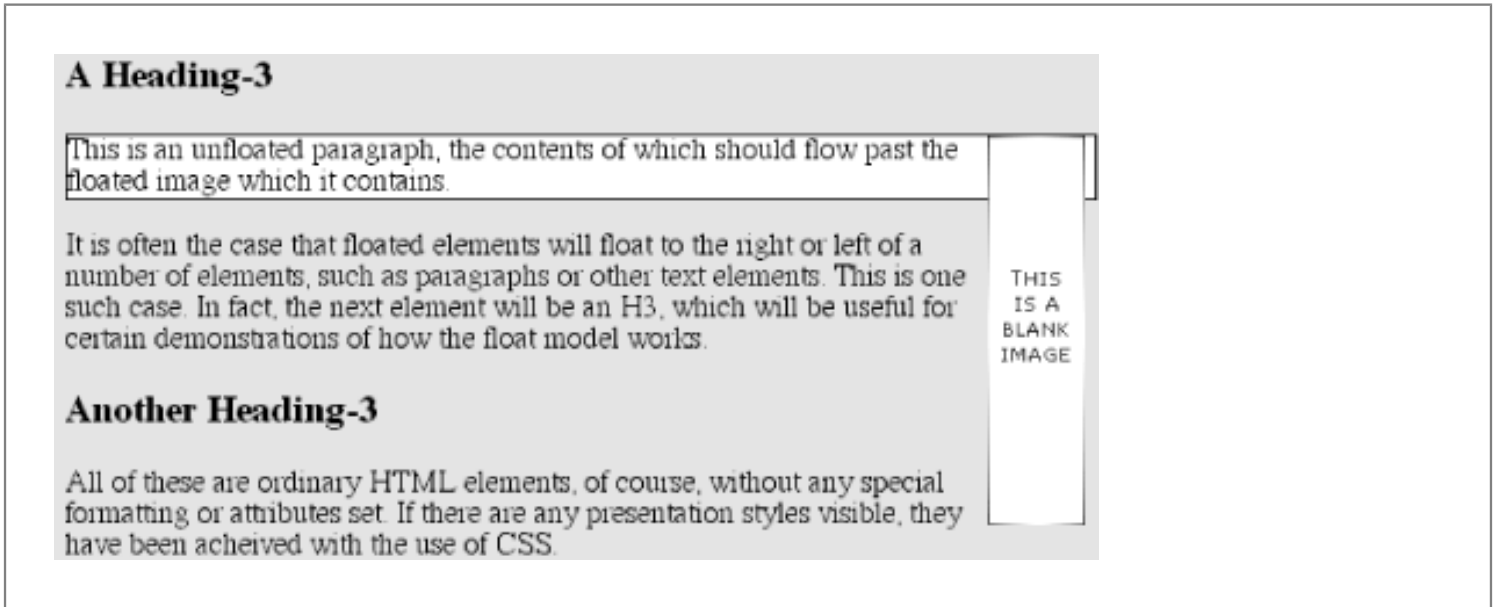 A Heading-3
This is an unfloated paragraph, the contents of which should flow past the
floated image which it contains.
It is often the case that floated elements will float to the right or left of a
number of elements, such as paragraphs or other text elements. This is one
such case. In fact, the next element will be an H3, which will be useful for
certain demonstrations of how the float model works.
THIS
IS A
BLANK
IMAGE
Another Heading-3
All of these are ordinary HTML elements, of course, without any special
formatting or attributes set. If there are any presentation styles visible, they
have been acheived with the use of CSS.